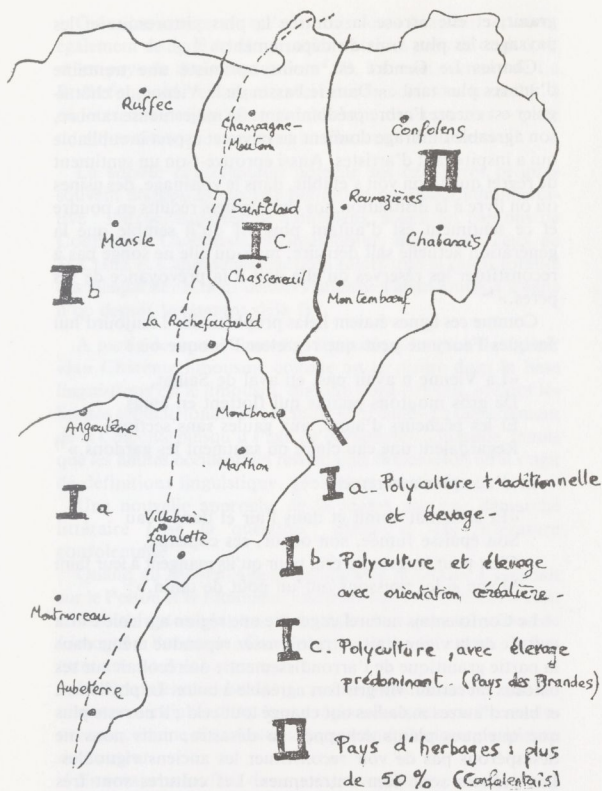 Ruffec
Champagne-
Mouton
Confolens
II
Saint-Claud
Roumazières
Mansle
I c
Chabanais
I b
Chasseneuil
Montembœuf
La Rochefoucauld
Montbron
Angoulême
Marthon
I a
I a - Polyculture traditionnelle
et élevage -
Villebois-
Lavalette
I b - Polyculture et élevage
avec orientation céréalière -
Montmoreau
I c. Polyculture, avec élevage
prédominant - (Pays des Brandes)
Aubeterre
II Pays d'herbages : plus
de 50 % (Confolentais)